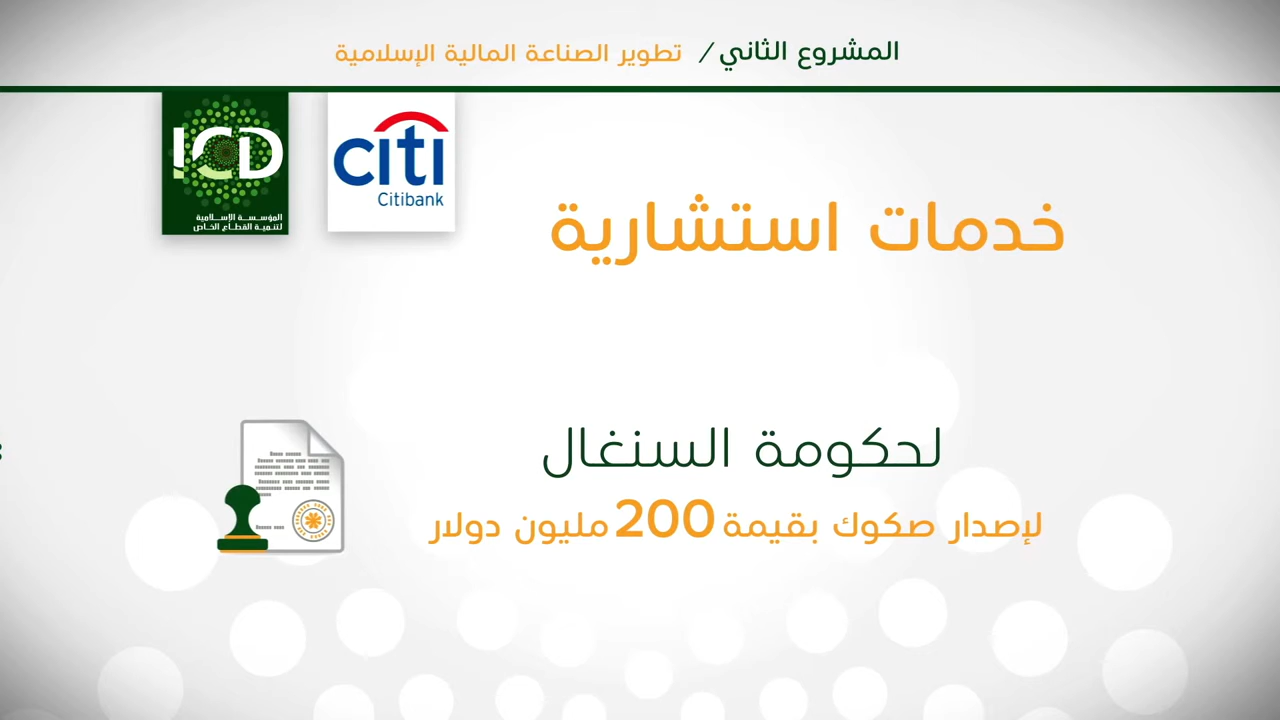 المشروع الثاني / تطوير الصناعة المالية الإسلامية
ICD
المؤسسة الإسلامية
لتنمية القطاع الخاص
citi
Citibank
خدمات استشارية
لحكومة السنغال
لإصدار صكوك بقيمة 200 مليون دولار